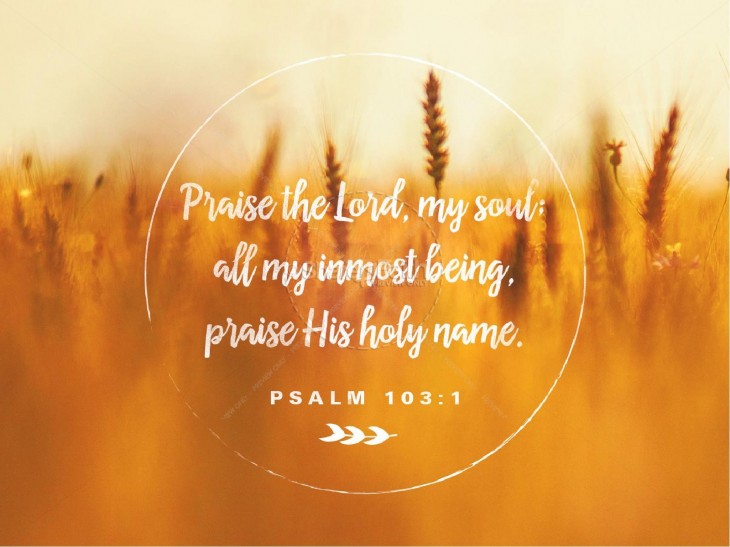 Praise the Lord, my soul;
all my inmost being,
praise His holy name.
PSALM 103:1